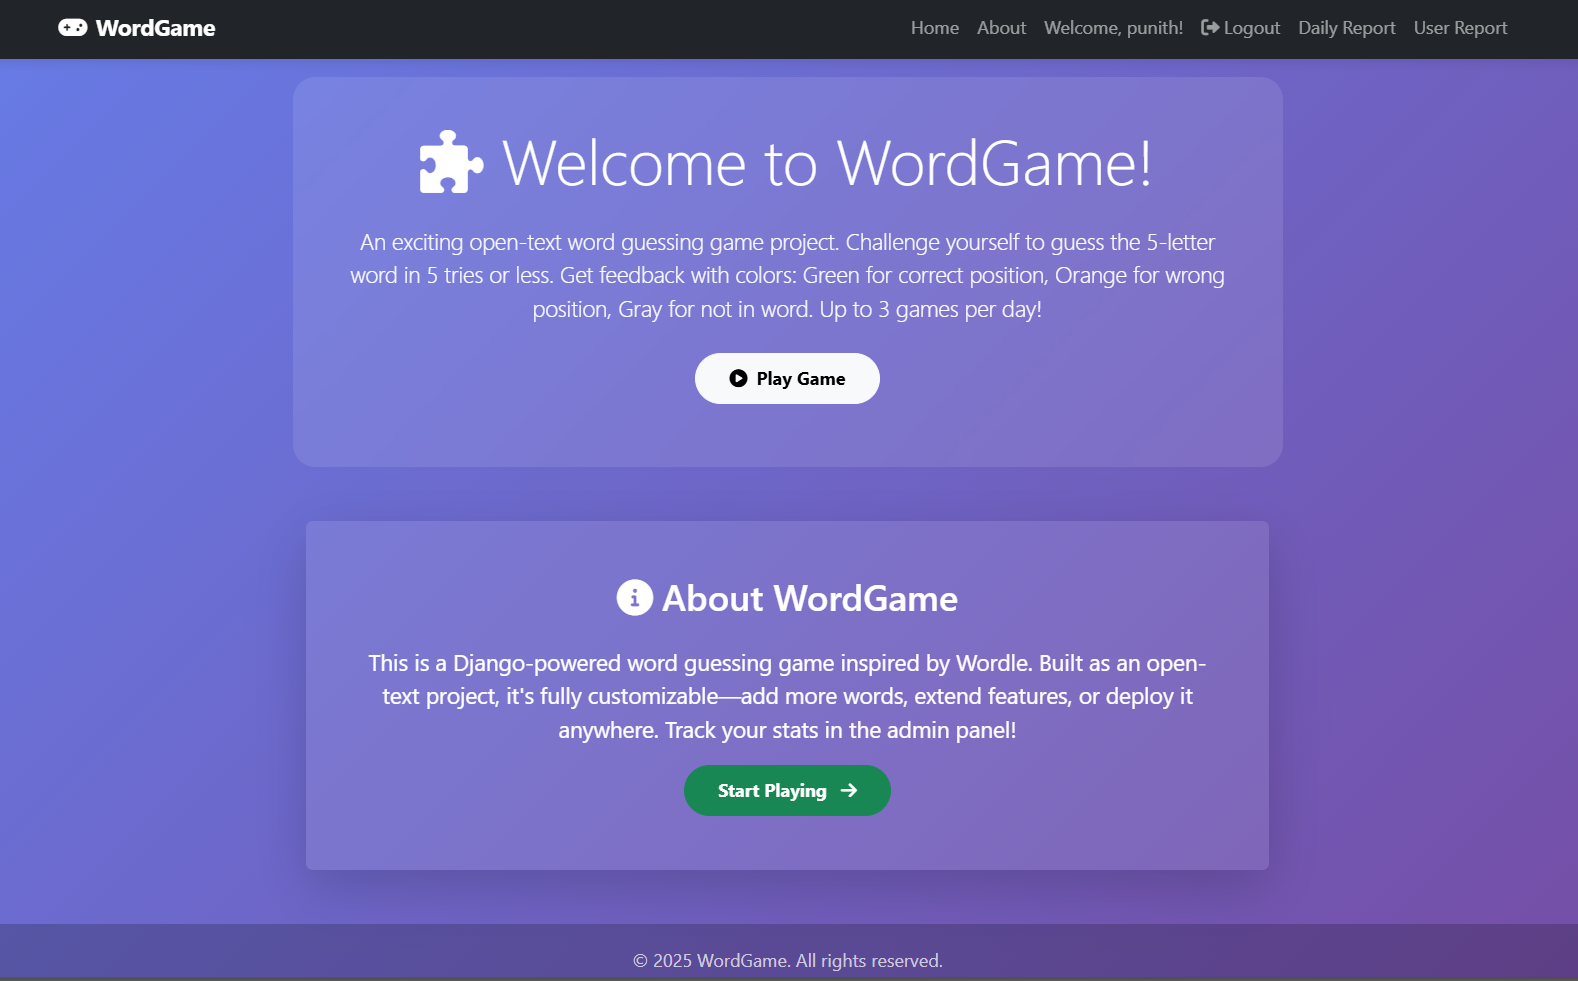 WordGame
Home About Welcome, punith! Logout Daily Report User Report
Welcome to WordGame!
An exciting open-text word guessing game project. Challenge yourself to guess the 5-letter
word in 5 tries or less. Get feedback with colors: Green for correct position, Orange for wrong
position, Gray for not in word. Up to 3 games per day!
Play Game
About WordGame
This is a Django-powered word guessing game inspired by Wordle. Built as an open-
text project, it's fully customizable—add more words, extend features, or deploy it
anywhere. Track your stats in the admin panel!
Start Playing
© 2025 WordGame. All rights reserved.